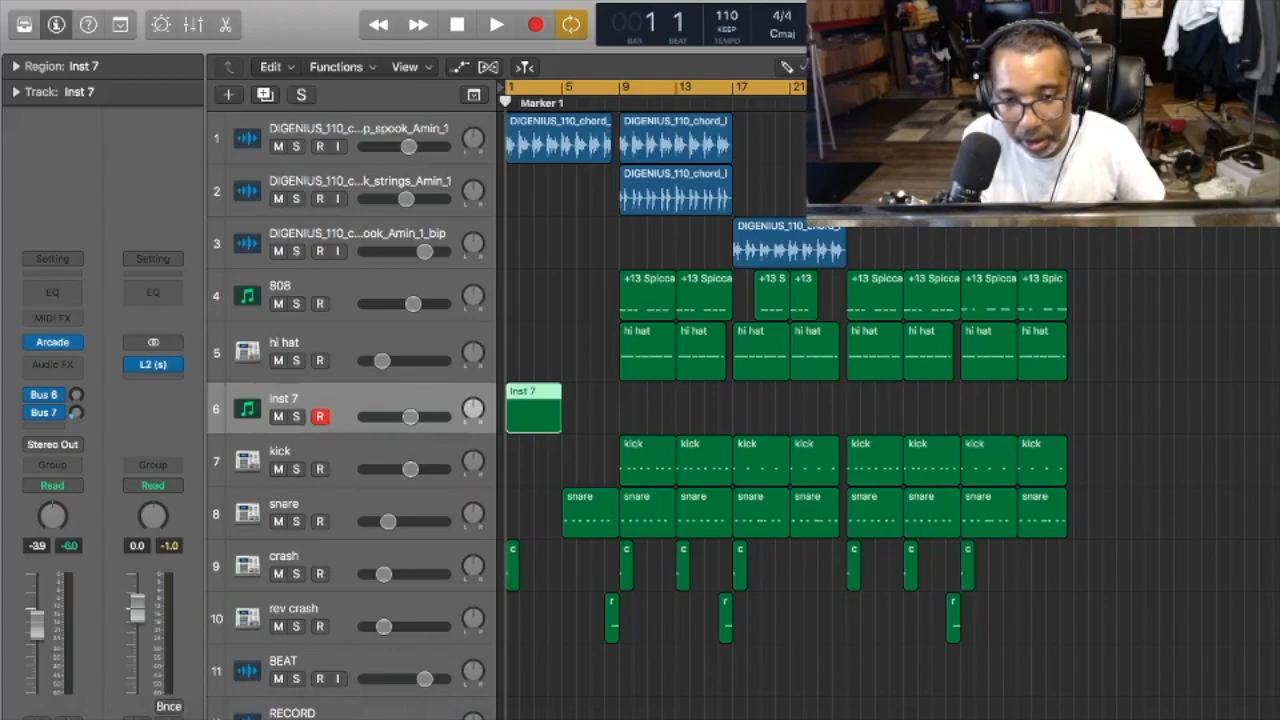 1 1 110 4/4
KEEP Cmaj
BAR BEAT TEMPO
Region: Inst 7 Edit Functions View
Track: Inst 7 1 5 9 13 17 21
S Marker 1
1 DIGENIUS_110_c...p_spook_Amin_1 DIGENIUS_110_chord_ DIGENIUS_110_chord_l
M S R I
2 DIGENIUS_110_c...k_strings_Amin_1 DIGENIUS_110_chord_l
M S R I
3 DIGENIUS_110_c...ook_Amin_1_bip DIGENIUS_110_chord_
M S R I
Setting Setting
EQ EQ
MIDI FX
Arcade
Audio FX L2 (s)
Bus 6
Bus 7
Stereo Out
Group Group
Read Read
-3.9 -6.0 0.0 -1.0
Bnce
4 808 +13 Spicca +13 Spicca +13 S +13 +13 Spicca +13 Spicca +13 Spicca +13 Spic
M S R
5 hi hat hi hat hi hat hi hat hi hat hi hat hi hat hi hat hi hat
M S R
6 Inst 7 Inst 7
M S R
7 kick kick kick kick kick kick kick kick kick
M S R
8 snare snare snare snare snare snare snare snare snare snare
M S R
9 crash c c c c c c c
M S R
10 rev crash r r r
M S R
11 BEAT
M S R I
RECORD